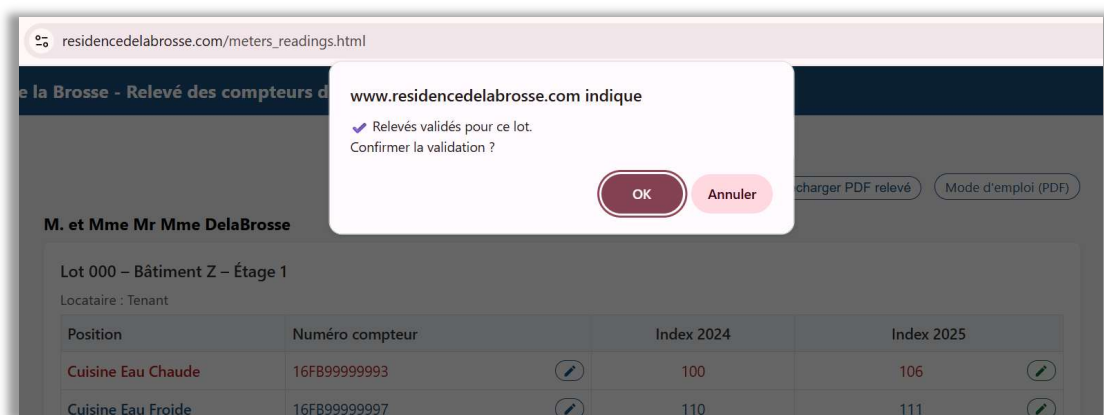 residencedelabrosse.com/meters_readings.html
e la Brosse - Relevé des compteurs d
www.residencedelabrosse.com indique
Relevés validés pour ce lot.
Confirmer la validation ?
OK Annuler
charger PDF relevé Mode d'emploi (PDF)
M. et Mme Mr Mme DelaBrosse
Lot 000 – Bâtiment Z – Étage 1
Locataire : Tenant
Position Numéro compteur Index 2024 Index 2025
Cuisine Eau Chaude 16FB99999993 100 106
Cuisine Eau Froide 16FB99999997 110 111